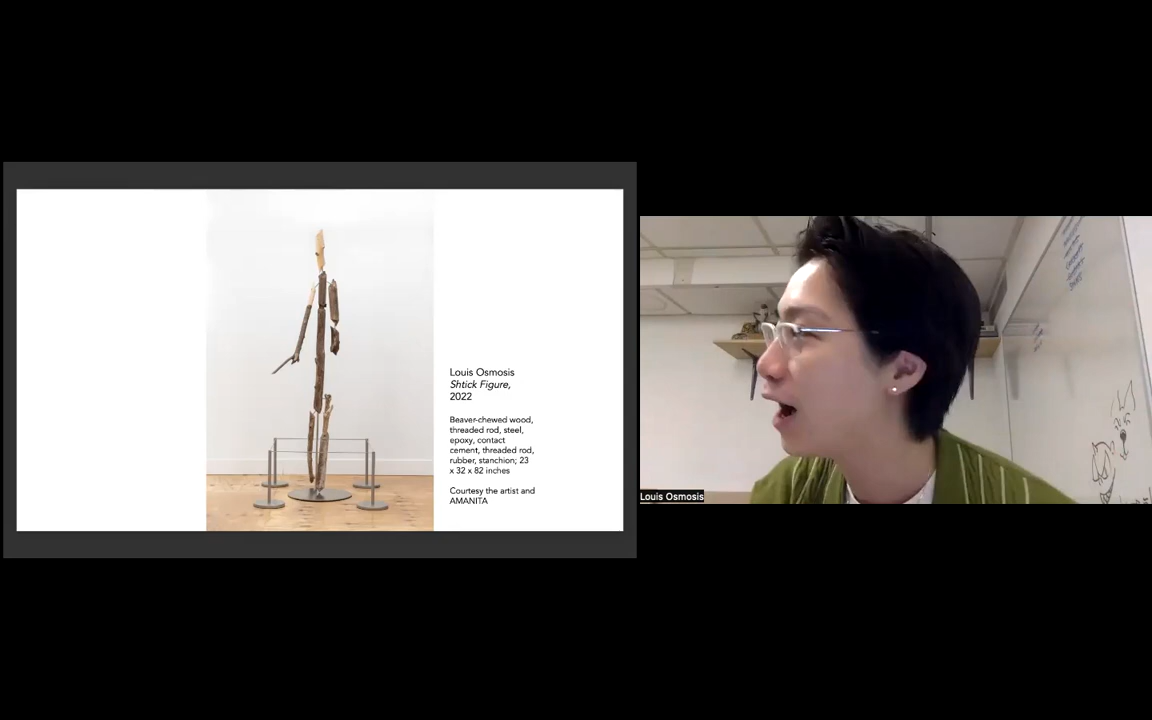 Louis Osmosis
Shtick Figure,
2022
Beaver-chewed wood,
threaded rod, steel,
epoxy, contact
cement, threaded rod,
rubber, stanchion; 23
x 32 x 82 inches
Courtesy the artist and
AMANITA
Louis Osmosis